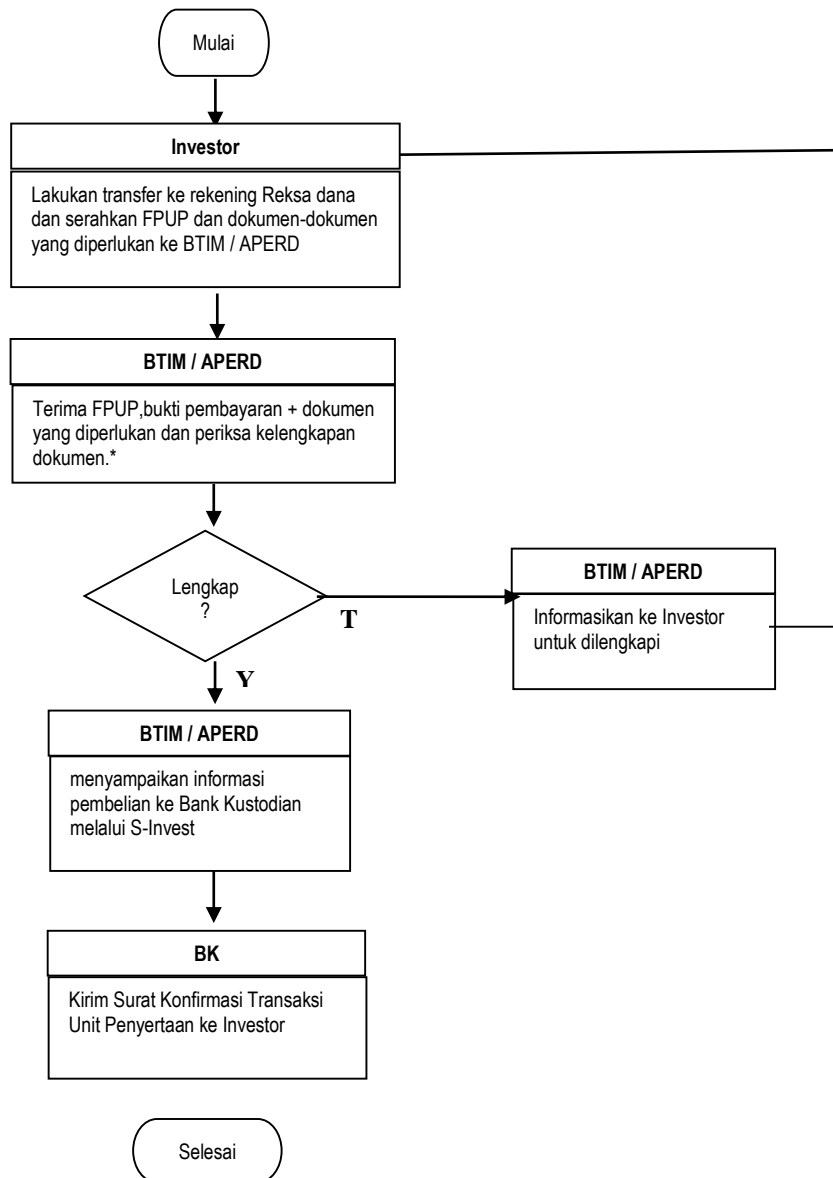 Mulai
Investor
Lakukan transfer ke rekening Reksa dana
dan serahkan FPUP dan dokumen-dokumen
yang diperlukan ke BTIM / APERD
BTIM / APERD
Terima FPUP,bukti pembayaran + dokumen
yang diperlukan dan periksa kelengkapan
dokumen.*
Lengkap
?
T
BTIM / APERD
Informasikan ke Investor
untuk dilengkapi
Y
BTIM / APERD
menyampaikan informasi
pembelian ke Bank Kustodian
melalui S-Invest
BK
Kirim Surat Konfirmasi Transaksi
Unit Penyertaan ke Investor
Selesai